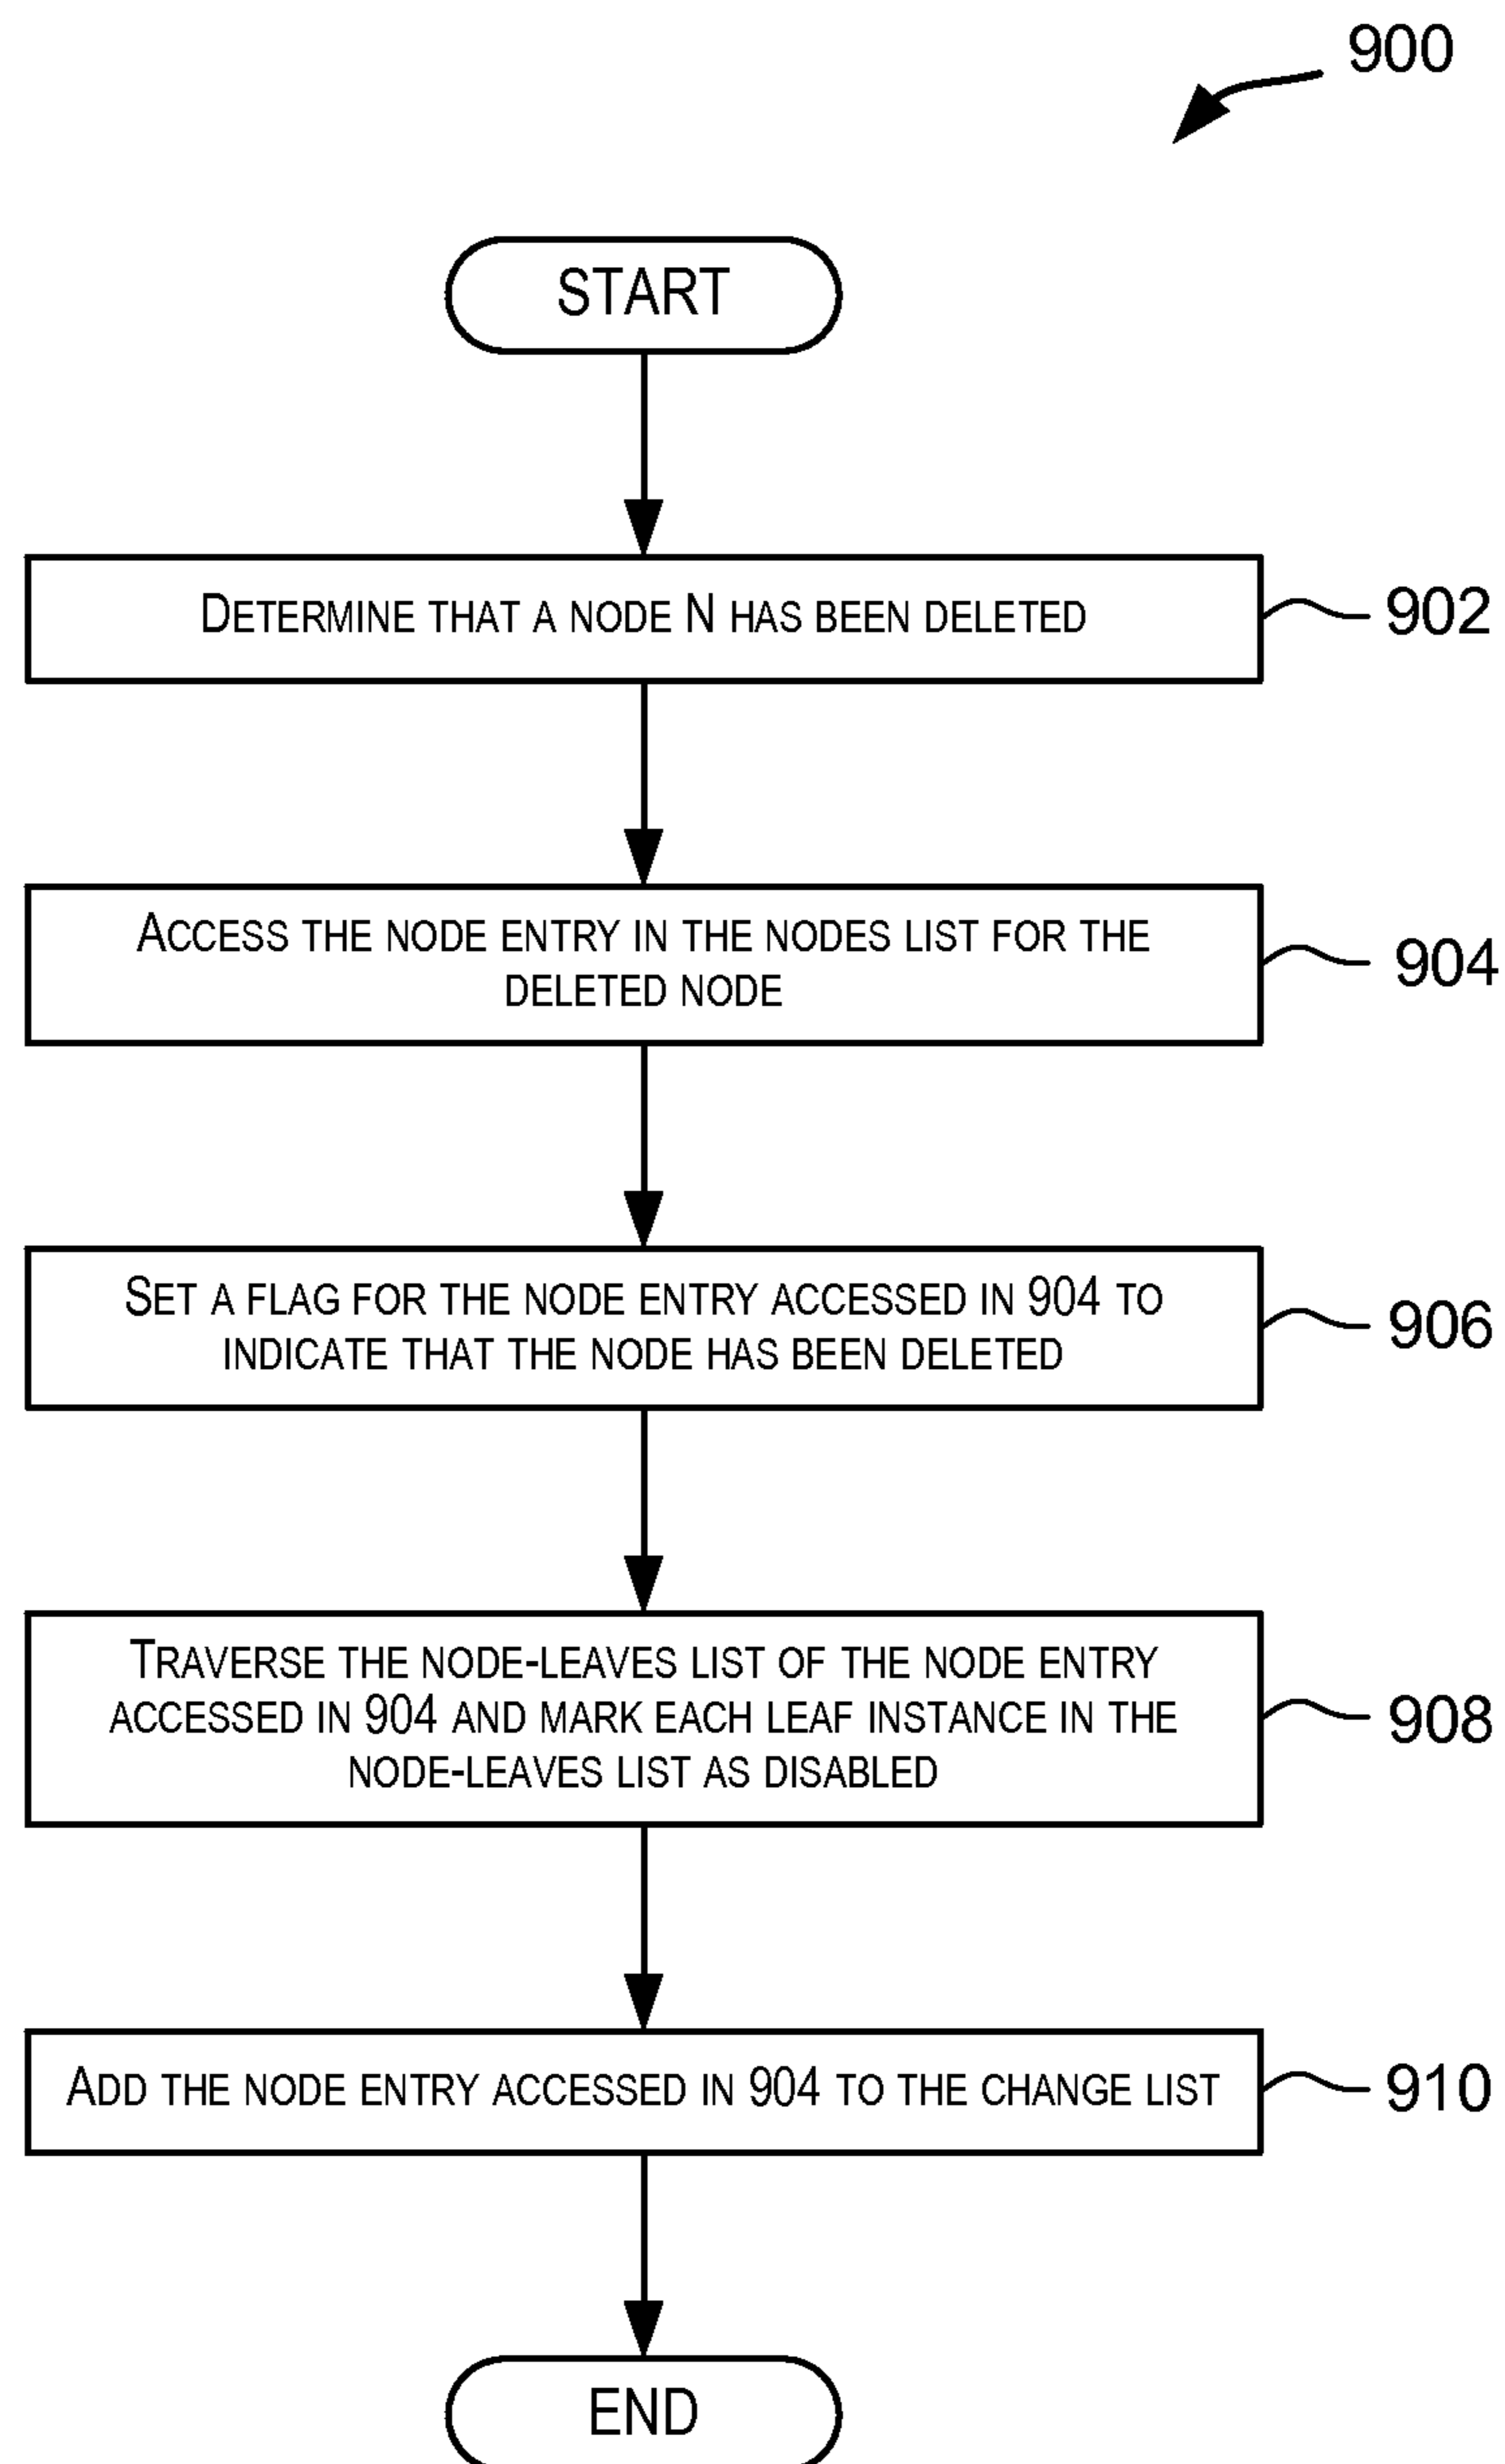 900
START
DETERMINE THAT A NODE N HAS BEEN DELETED
902
ACCESS THE NODE ENTRY IN THE NODES LIST FOR THE
DELETED NODE
904
SET A FLAG FOR THE NODE ENTRY ACCESSED IN 904 TO
INDICATE THAT THE NODE HAS BEEN DELETED
906
TRAVERSE THE NODE-LEAVES LIST OF THE NODE ENTRY
ACCESSED IN 904 AND MARK EACH LEAF INSTANCE IN THE
NODE-LEAVES LIST AS DISABLED
908
ADD THE NODE ENTRY ACCESSED IN 904 TO THE CHANGE LIST
910
END